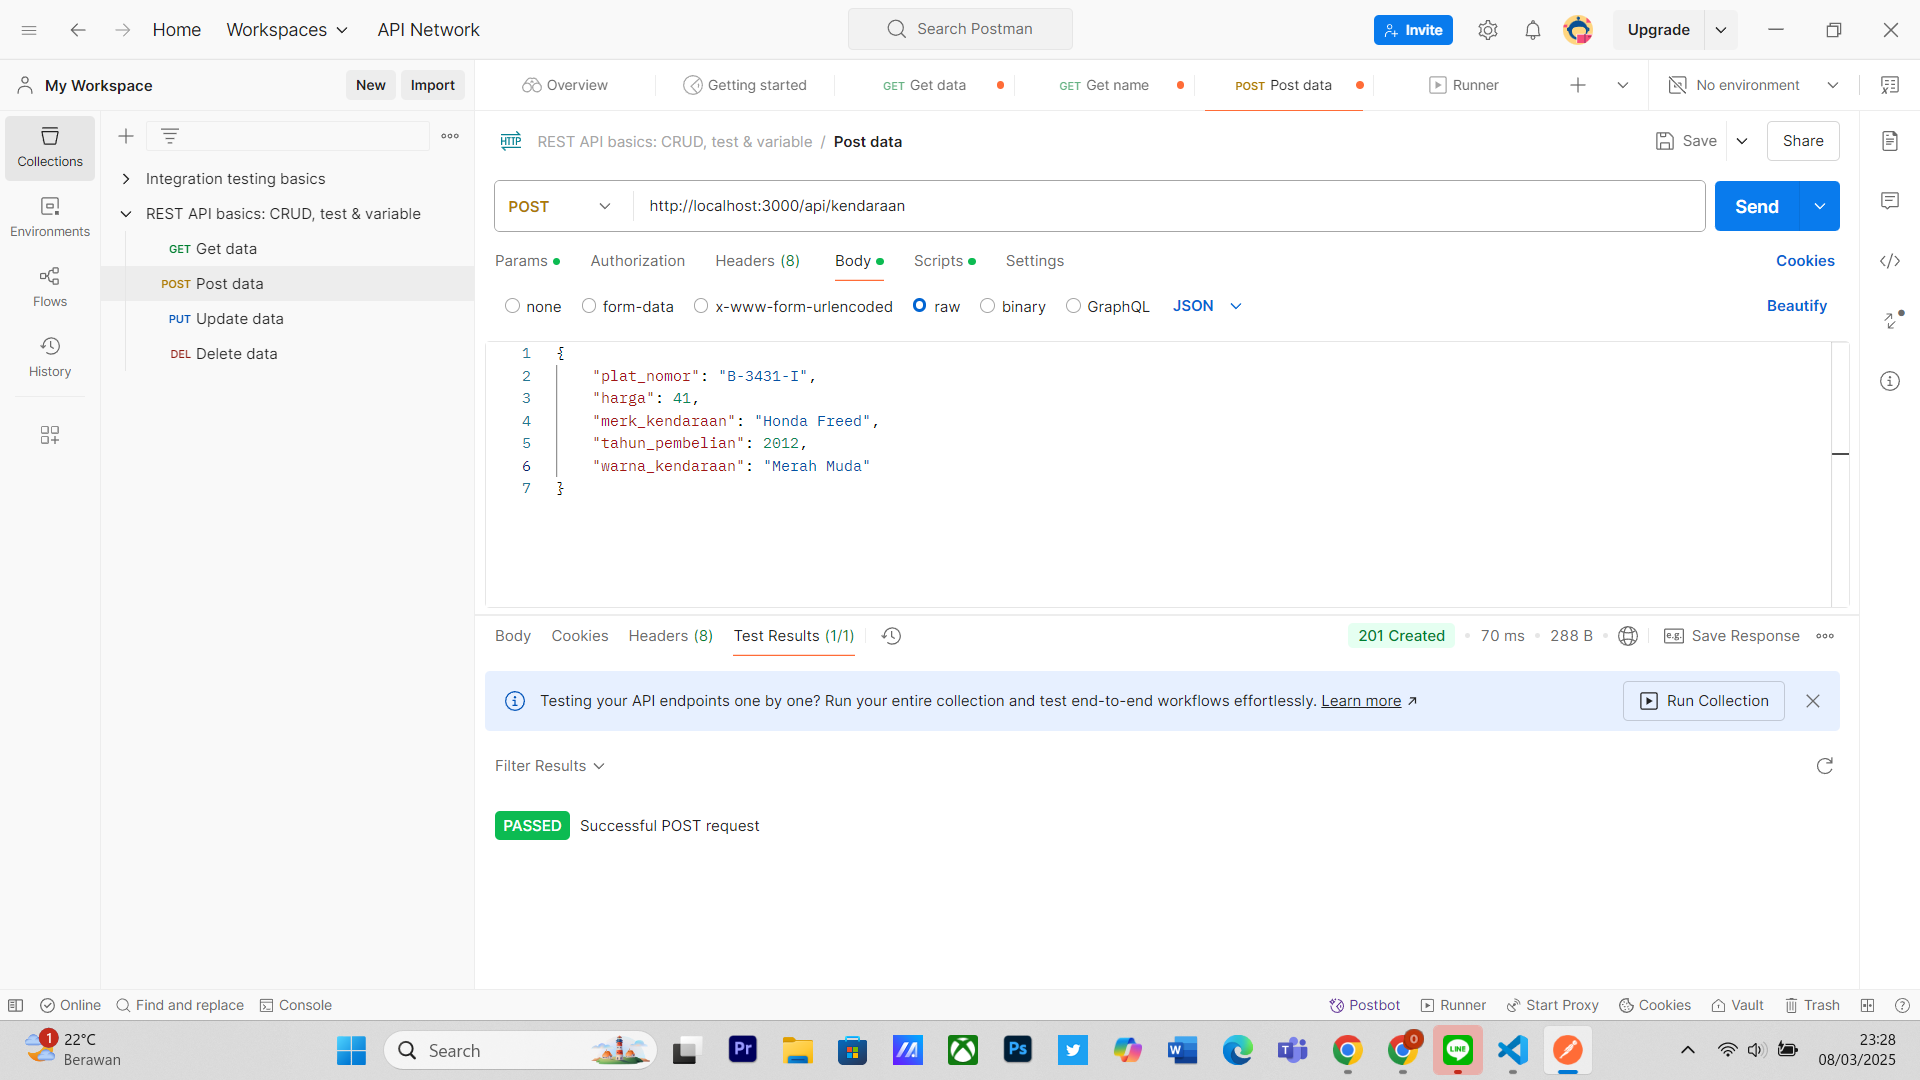 Home
Workspaces
API Network
Search Postman
Invite
Upgrade
My Workspace
New
Import
Overview
Getting started
GET Get data
GET Get name
POST Post data
Runner
No environment
Collections
Environments
Flows
History
Integration testing basics
REST API basics: CRUD, test & variable
GET Get data
POST Post data
PUT Update data
DEL Delete data
HTTP REST API basics: CRUD, test & variable / Post data
Save
Share
POST
http://localhost:3000/api/kendaraan
Send
Params
Authorization
Headers (8)
Body
Scripts
Settings
Cookies
none
form-data
x-www-form-urlencoded
raw
binary
GraphQL
JSON
Beautify
1 {
2 "plat_nomor": "B-3431-I",
3 "harga": 41,
4 "merk_kendaraan": "Honda Freed",
5 "tahun_pembelian": 2012,
6 "warna_kendaraan": "Merah Muda"
7 }
Body
Cookies
Headers (8)
Test Results (1/1)
201 Created
70 ms
288 B
e.g. Save Response
Testing your API endpoints one by one? Run your entire collection and test end-to-end workflows effortlessly. Learn more
Run Collection
Filter Results
PASSED Successful POST request
Online
Find and replace
Console
Postbot
Runner
Start Proxy
Cookies
Vault
Trash
1
22°C
Berawan
Search
Pr
Ps
W
T
0
LINE
23:28
08/03/2025